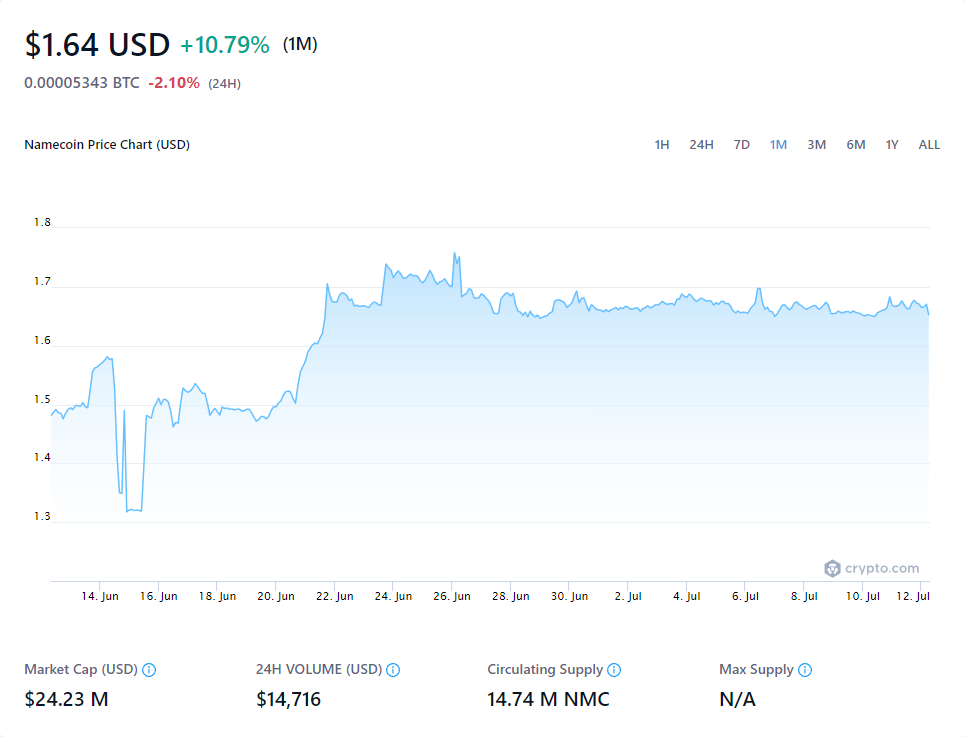 $1.64 USD +10.79% (1M)
0.00005343 BTC -2.10% (24H)
Namecoin Price Chart (USD) 1H 24H 7D 1M 3M 6M 1Y ALL
1.8
1.7
1.6
1.5
1.4
1.3
crypto.com
14. Jun 16. Jun 18. Jun 20. Jun 22. Jun 24. Jun 26. Jun 28. Jun 30. Jun 2. Jul 4. Jul 6. Jul 8. Jul 10. Jul 12. Jul
Market Cap (USD) 24H VOLUME (USD) Circulating Supply Max Supply
$24.23 M $14,716 14.74 M NMC N/A